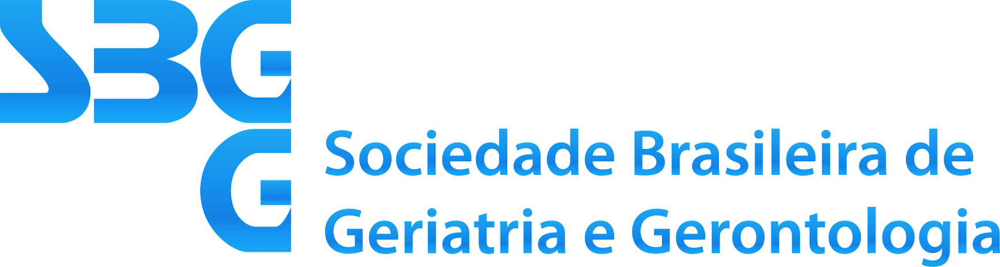 SBG
G
Sociedade Brasileira de
Geriatria e Gerontologia